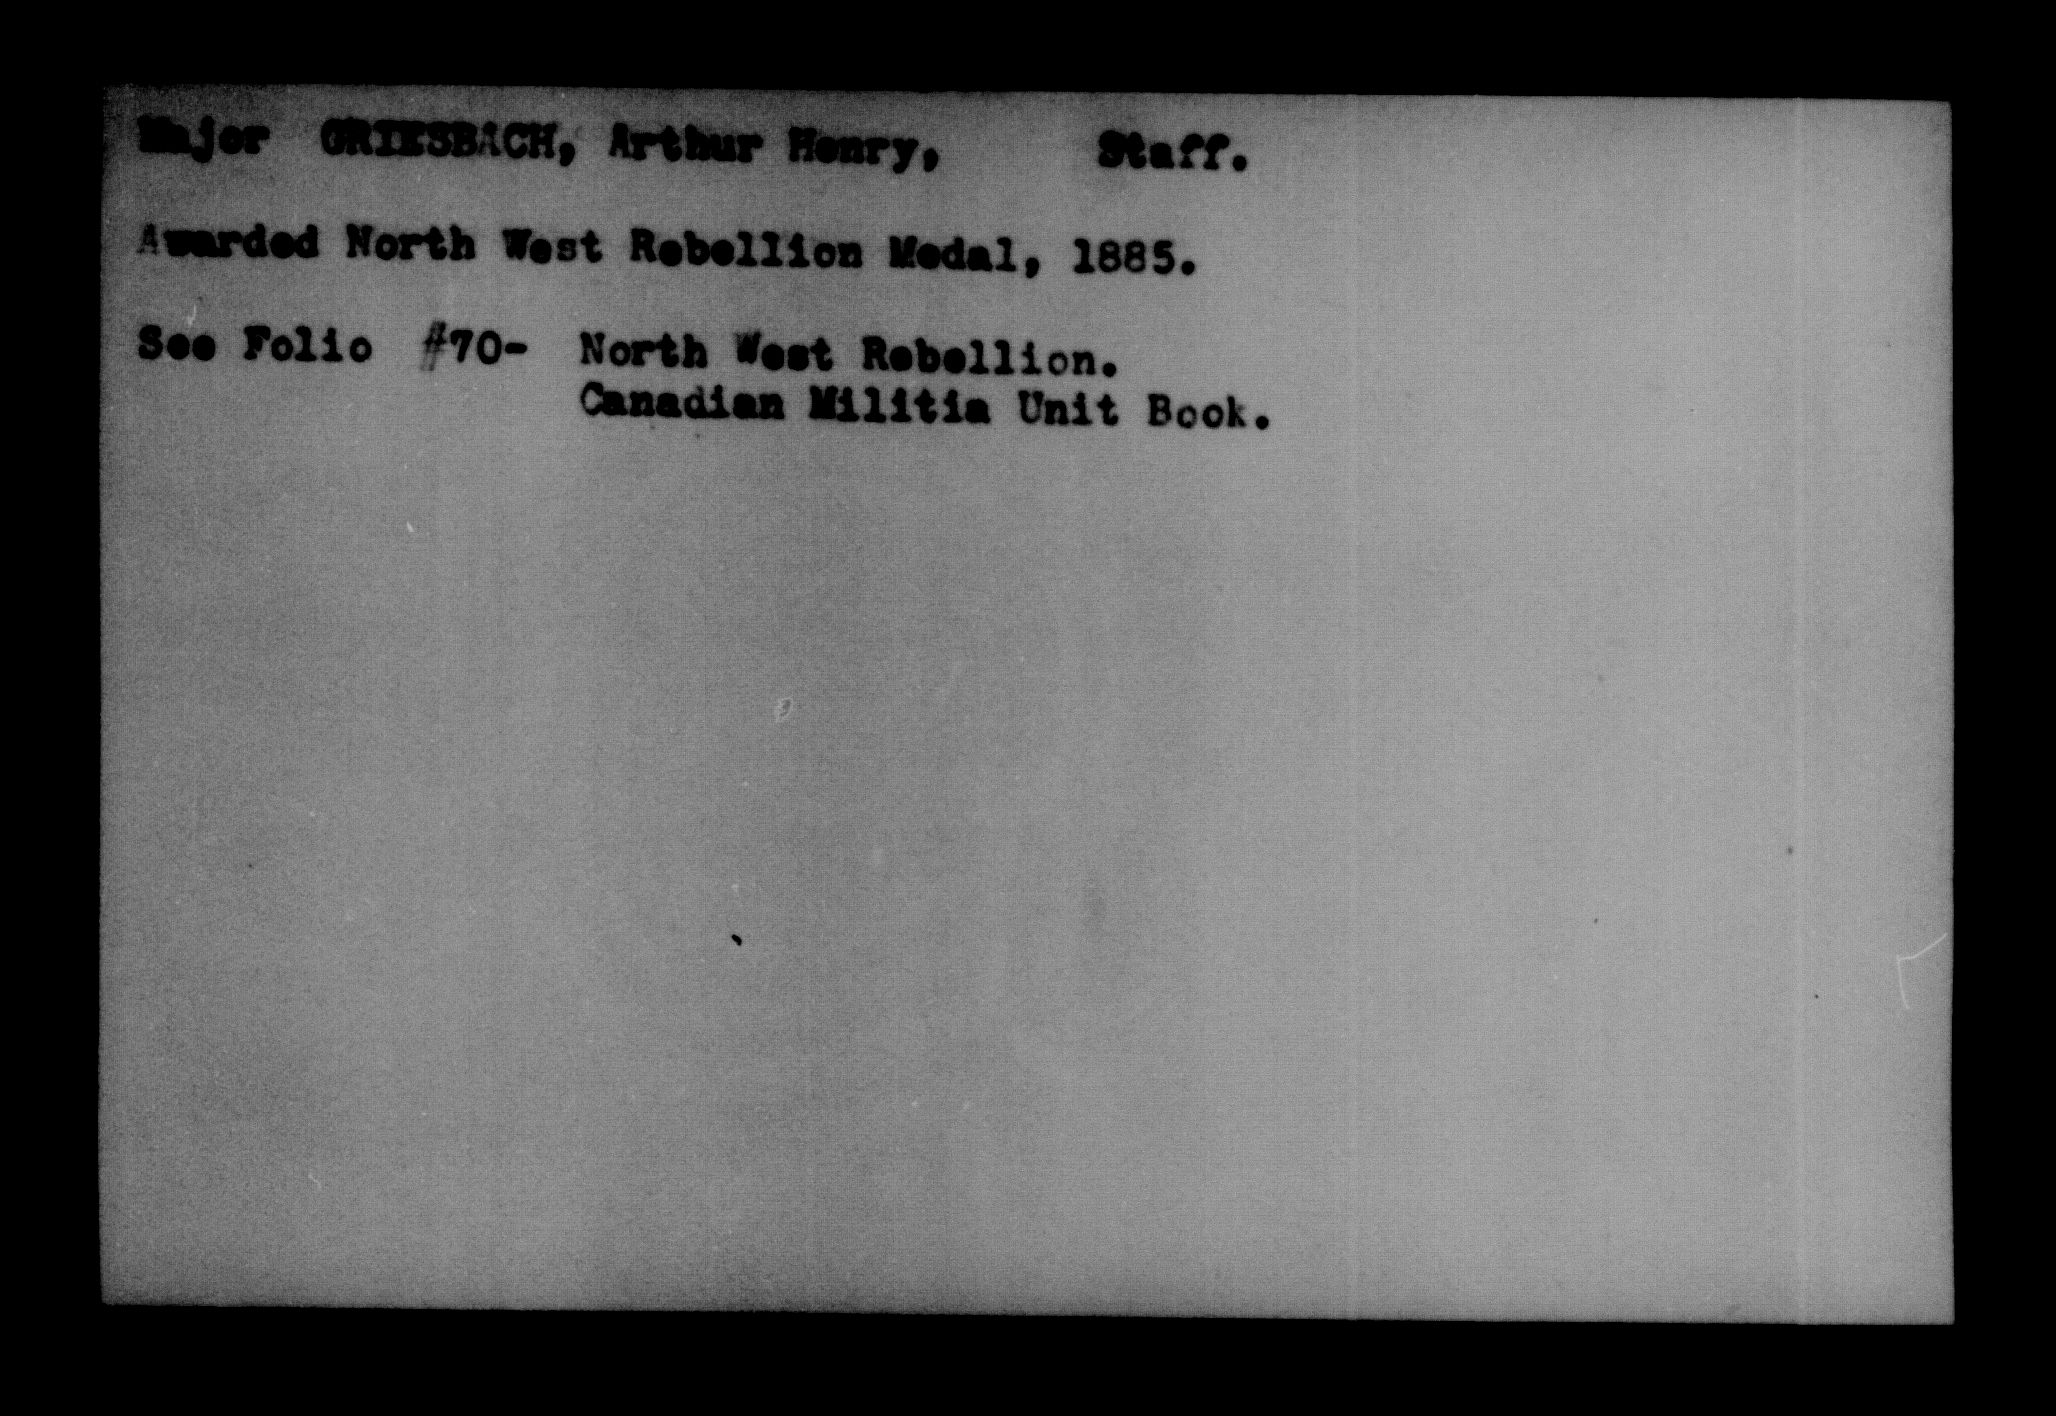 Major GRIESBACH, Arthur Henry, Staff.
Awarded North West Rebellion Medal, 1885.
See Folio #70- North West Rebellion.
Canadian Militia Unit Book.